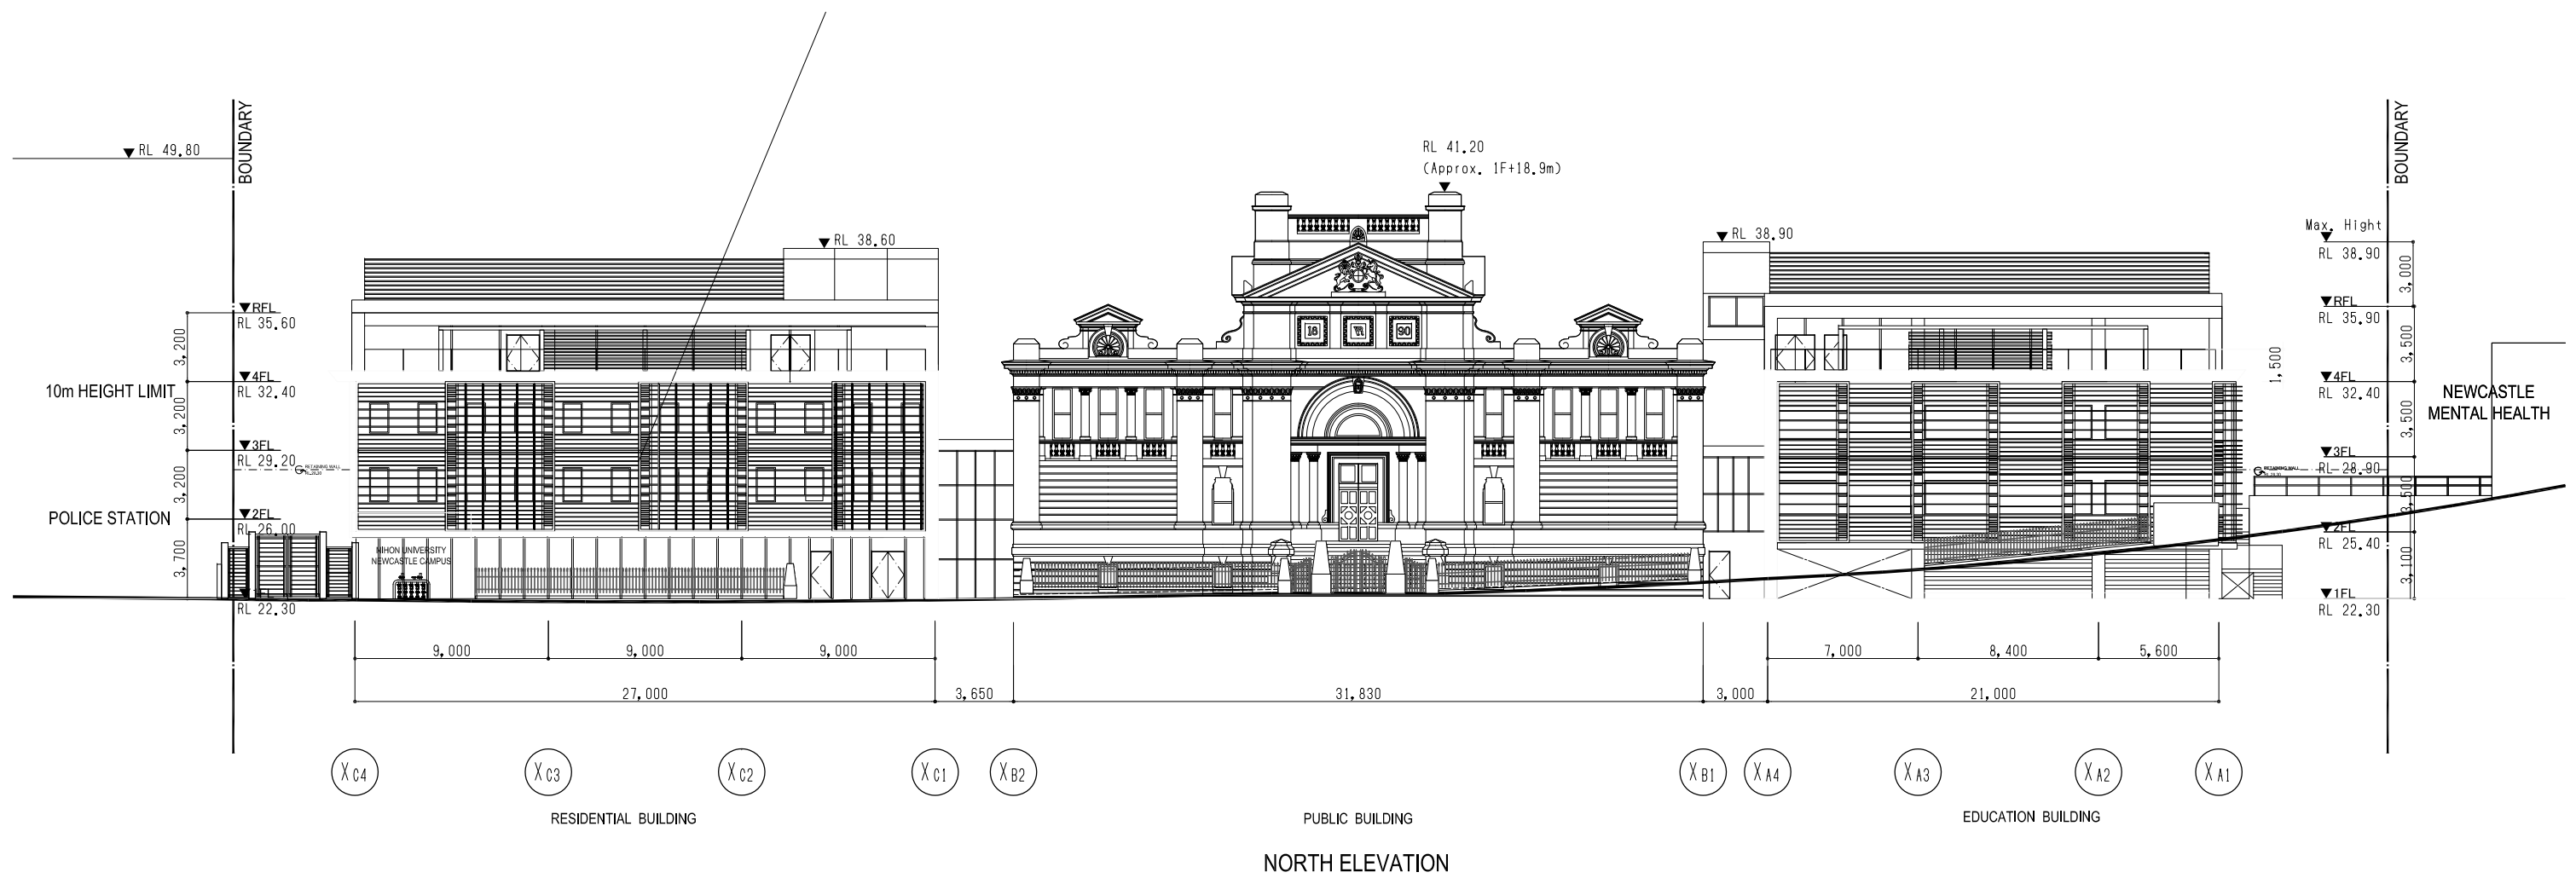 BOUNDARY
BOUNDARY
RL 49.80
RL 41.20
(Approx. 1F+18.9m)
RL 38.60
RL 38.90
Max. Hight
RL 38.90
3,000
RFL
RL 35.60
RFL
RL 35.90
18
90
3,200
3,500
1,500
10m HEIGHT LIMIT
4FL
RL 32.40
4FL
RL 32.40
NEWCASTLE
MENTAL HEALTH
3,200
3,500
3FL
RL 29.20
RETAINING WALL
3FL
RL 28.90
RETAINING WALL
3,200
3,500
POLICE STATION
2FL
RL 26.00
2FL
RL 25.40
NIHON UNIVERSITY
NEWCASTLE CAMPUS
3,700
3,100
RL 22.30
1FL
RL 22.30
9,000
9,000
9,000
7,000
8,400
5,600
27,000
3,650
31,830
3,000
21,000
XC4
XC3
XC2
XC1
XB2
XB1
XA4
XA3
XA2
XA1
RESIDENTIAL BUILDING
PUBLIC BUILDING
EDUCATION BUILDING
NORTH ELEVATION